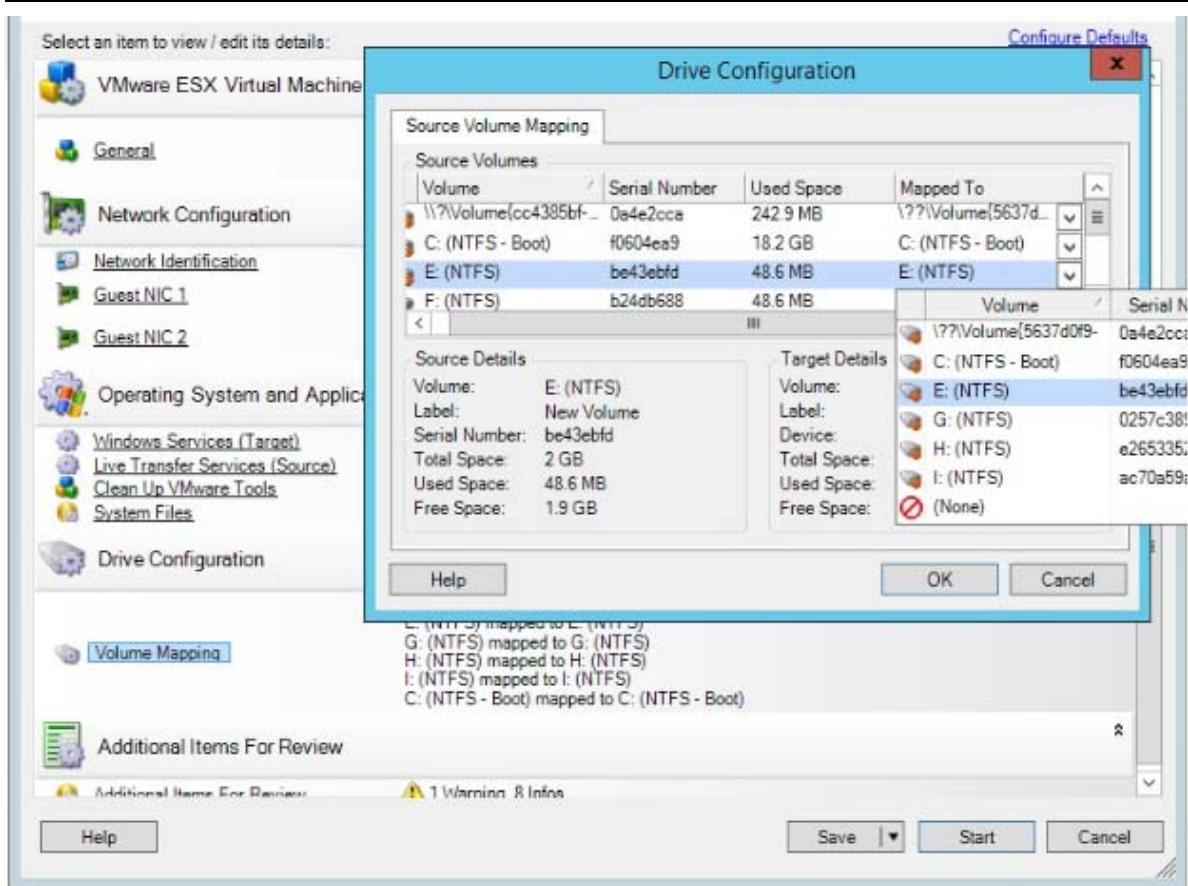 Select an item to view / edit its details:
Configure Defaults
VMware ESX Virtual Machine
General
Network Configuration
Network Identification
Guest NIC 1
Guest NIC 2
Operating System and Applica
Windows Services (Target)
Live Transfer Services (Source)
Clean Up VMware Tools
System Files
Drive Configuration
Volume Mapping
E: (NTFS) mapped to E: (NTFS)
G: (NTFS) mapped to G: (NTFS)
H: (NTFS) mapped to H: (NTFS)
I: (NTFS) mapped to I: (NTFS)
C: (NTFS - Boot) mapped to C: (NTFS - Boot)
Additional Items For Review
Additional Items For Review 1 Warning, 8 Infos
Help Save Start Cancel
Drive Configuration
x
Source Volume Mapping
Source Volumes
Volume Serial Number Used Space Mapped To
\\?\Volume{cc4385bf-... 0a4e2cca 242.9 MB \??\Volume{5637d...
C: (NTFS - Boot) f0604ea9 18.2 GB C: (NTFS - Boot)
E: (NTFS) be43ebfd 48.6 MB E: (NTFS)
F: (NTFS) b24db688 48.6 MB
Source Details
Volume: E: (NTFS)
Label: New Volume
Serial Number: be43ebfd
Total Space: 2 GB
Used Space: 48.6 MB
Free Space: 1.9 GB
Target Details
Volume:
Label:
Device:
Total Space:
Used Space:
Free Space:
Volume Serial N
\??\Volume{5637d0f9- 0a4e2cca
C: (NTFS - Boot) f0604ea9
E: (NTFS) be43ebfd
G: (NTFS) 0257c38
H: (NTFS) e265335
I: (NTFS) ac70a59
(None)
Help OK Cancel